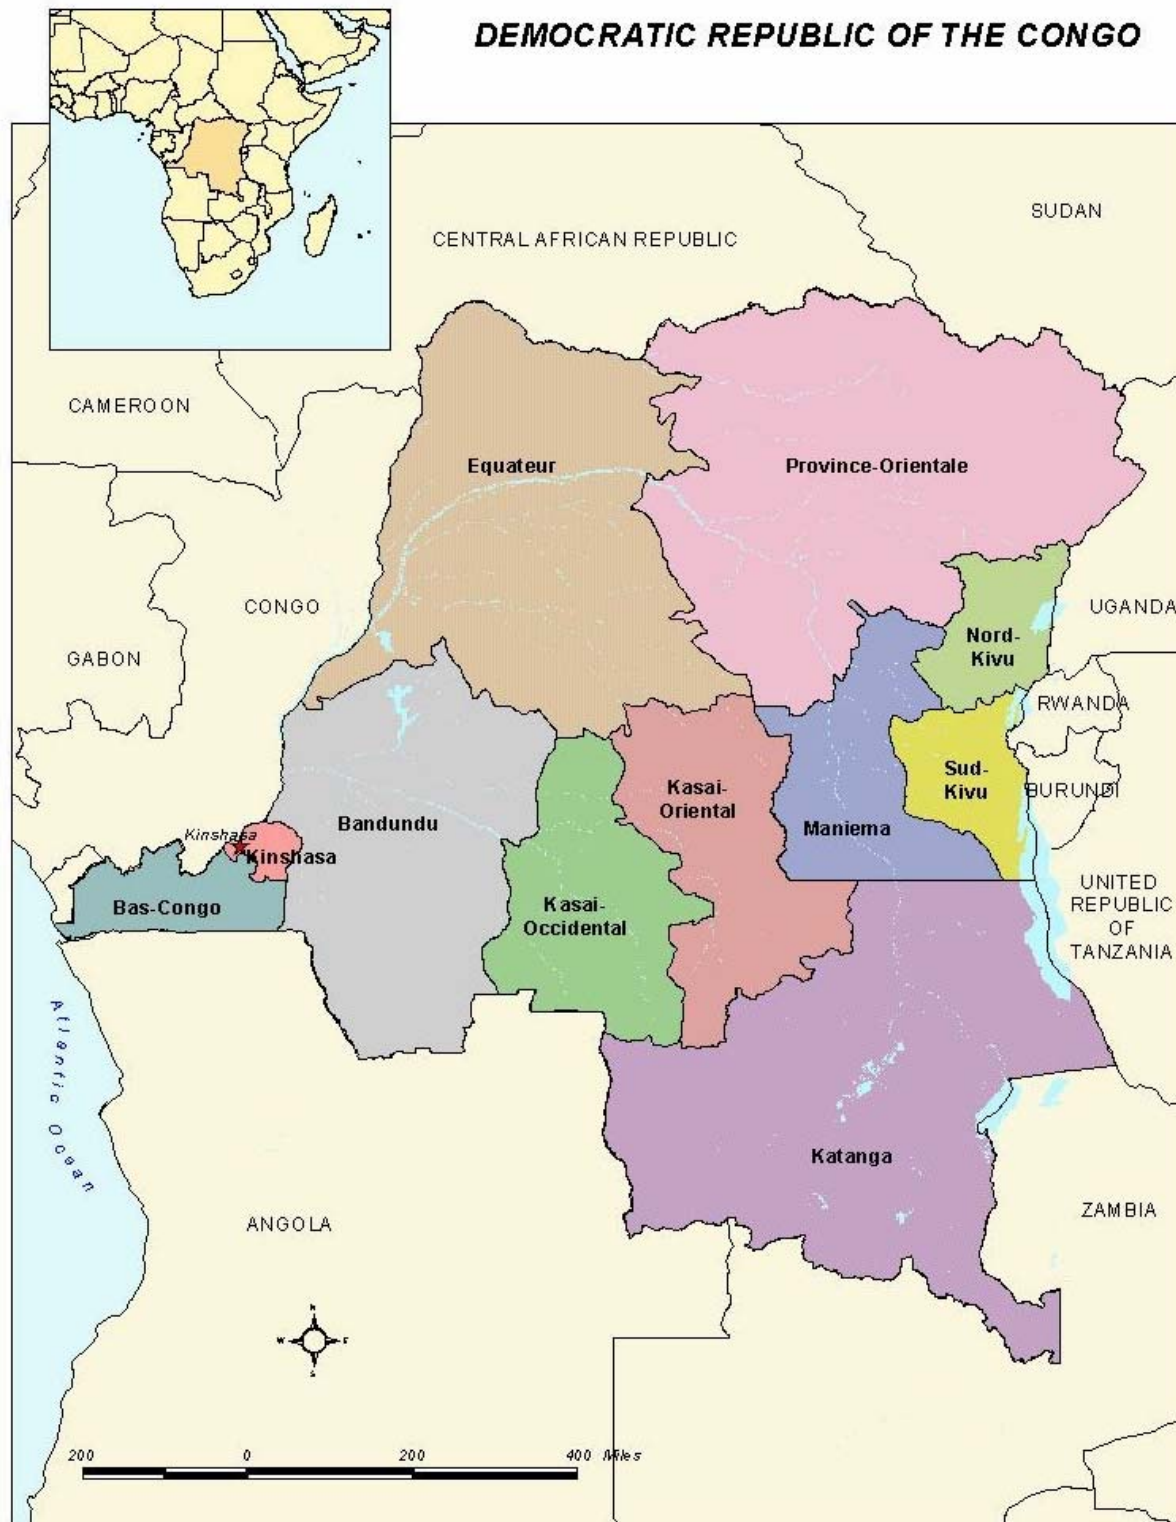 DEMOCRATIC REPUBLIC OF THE CONGO
SUDAN
CENTRAL AFRICAN REPUBLIC
CAMEROON
Equateur
Province-Orientale
CONGO
UGANDA
GABON
Nord-
Kivu
RWANDA
Sud-
Kivu
BURUNDI
Kasai-
Oriental
Bandundu
Maniema
Kinshasa
Kinshasa
Bas-Congo
Kasai-
Occidental
UNITED
REPUBLIC
OF
TANZANIA
Atlantic Ocean
Katanga
ZAMBIA
ANGOLA
N
W
E
S
200 0 200 400 Miles